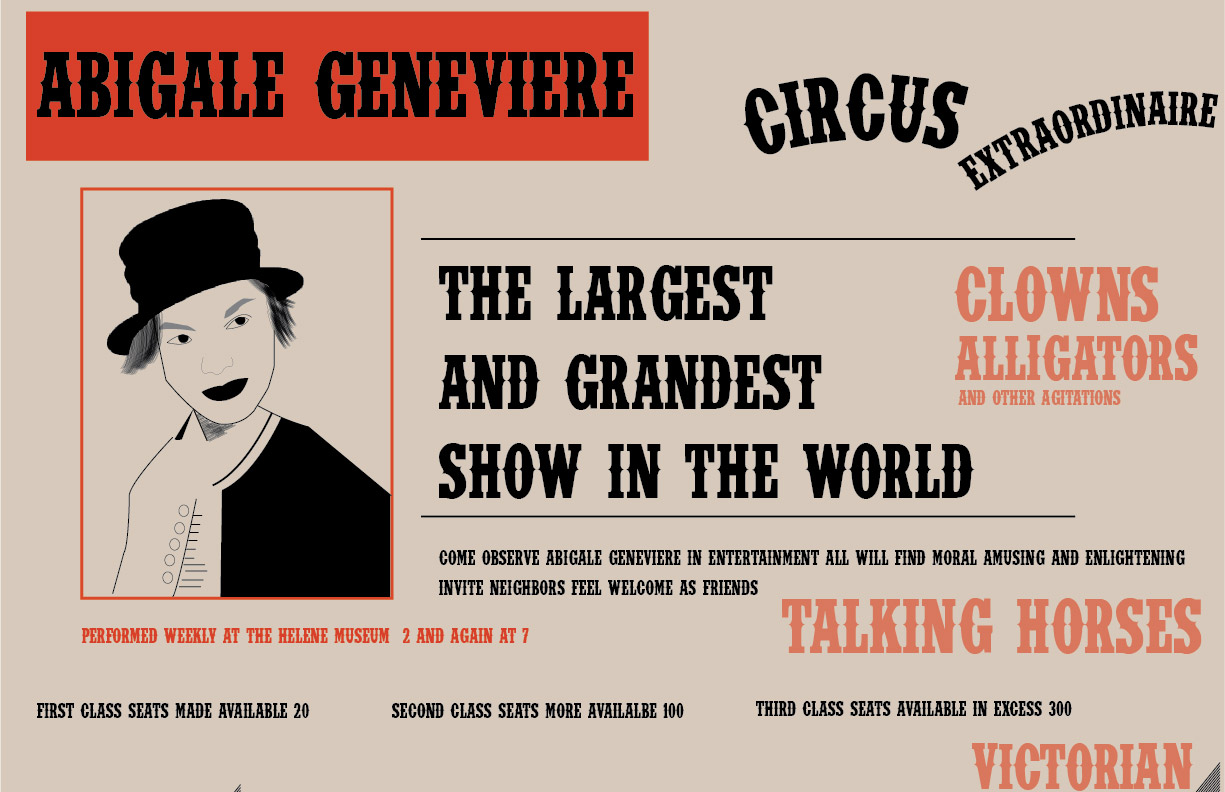 ABIGALE GENEVIERE
CIRCUS
EXTRAORDINAIRE
THE LARGEST
AND GRANDEST
SHOW IN THE WORLD
CLOWNS
ALLIGATORS
AND OTHER AGITATIONS
COME OBSERVE ABIGALE GENEVIERE IN ENTERTAINMENT ALL WILL FIND MORAL AMUSING AND ENLIGHTENING
INVITE NEIGHBORS FEEL WELCOME AS FRIENDS
TALKING HORSES
PERFORMED WEEKLY AT THE HELENE MUSEUM 2 AND AGAIN AT 7
FIRST CLASS SEATS MADE AVAILABLE 20
SECOND CLASS SEATS MORE AVAILALBE 100
THIRD CLASS SEATS AVAILABLE IN EXCESS 300
VICTORIAN